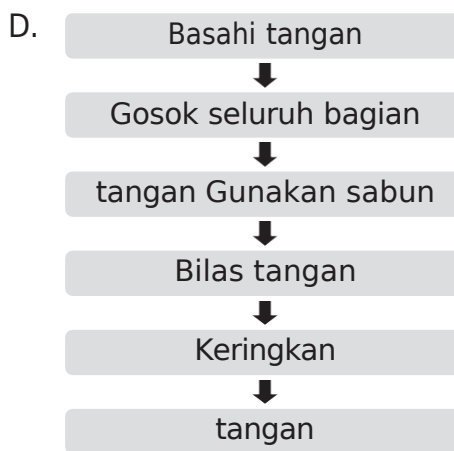 D.
Basahi tangan
Gosok seluruh bagian
tangan Gunakan sabun
Bilas tangan
Keringkan
tangan